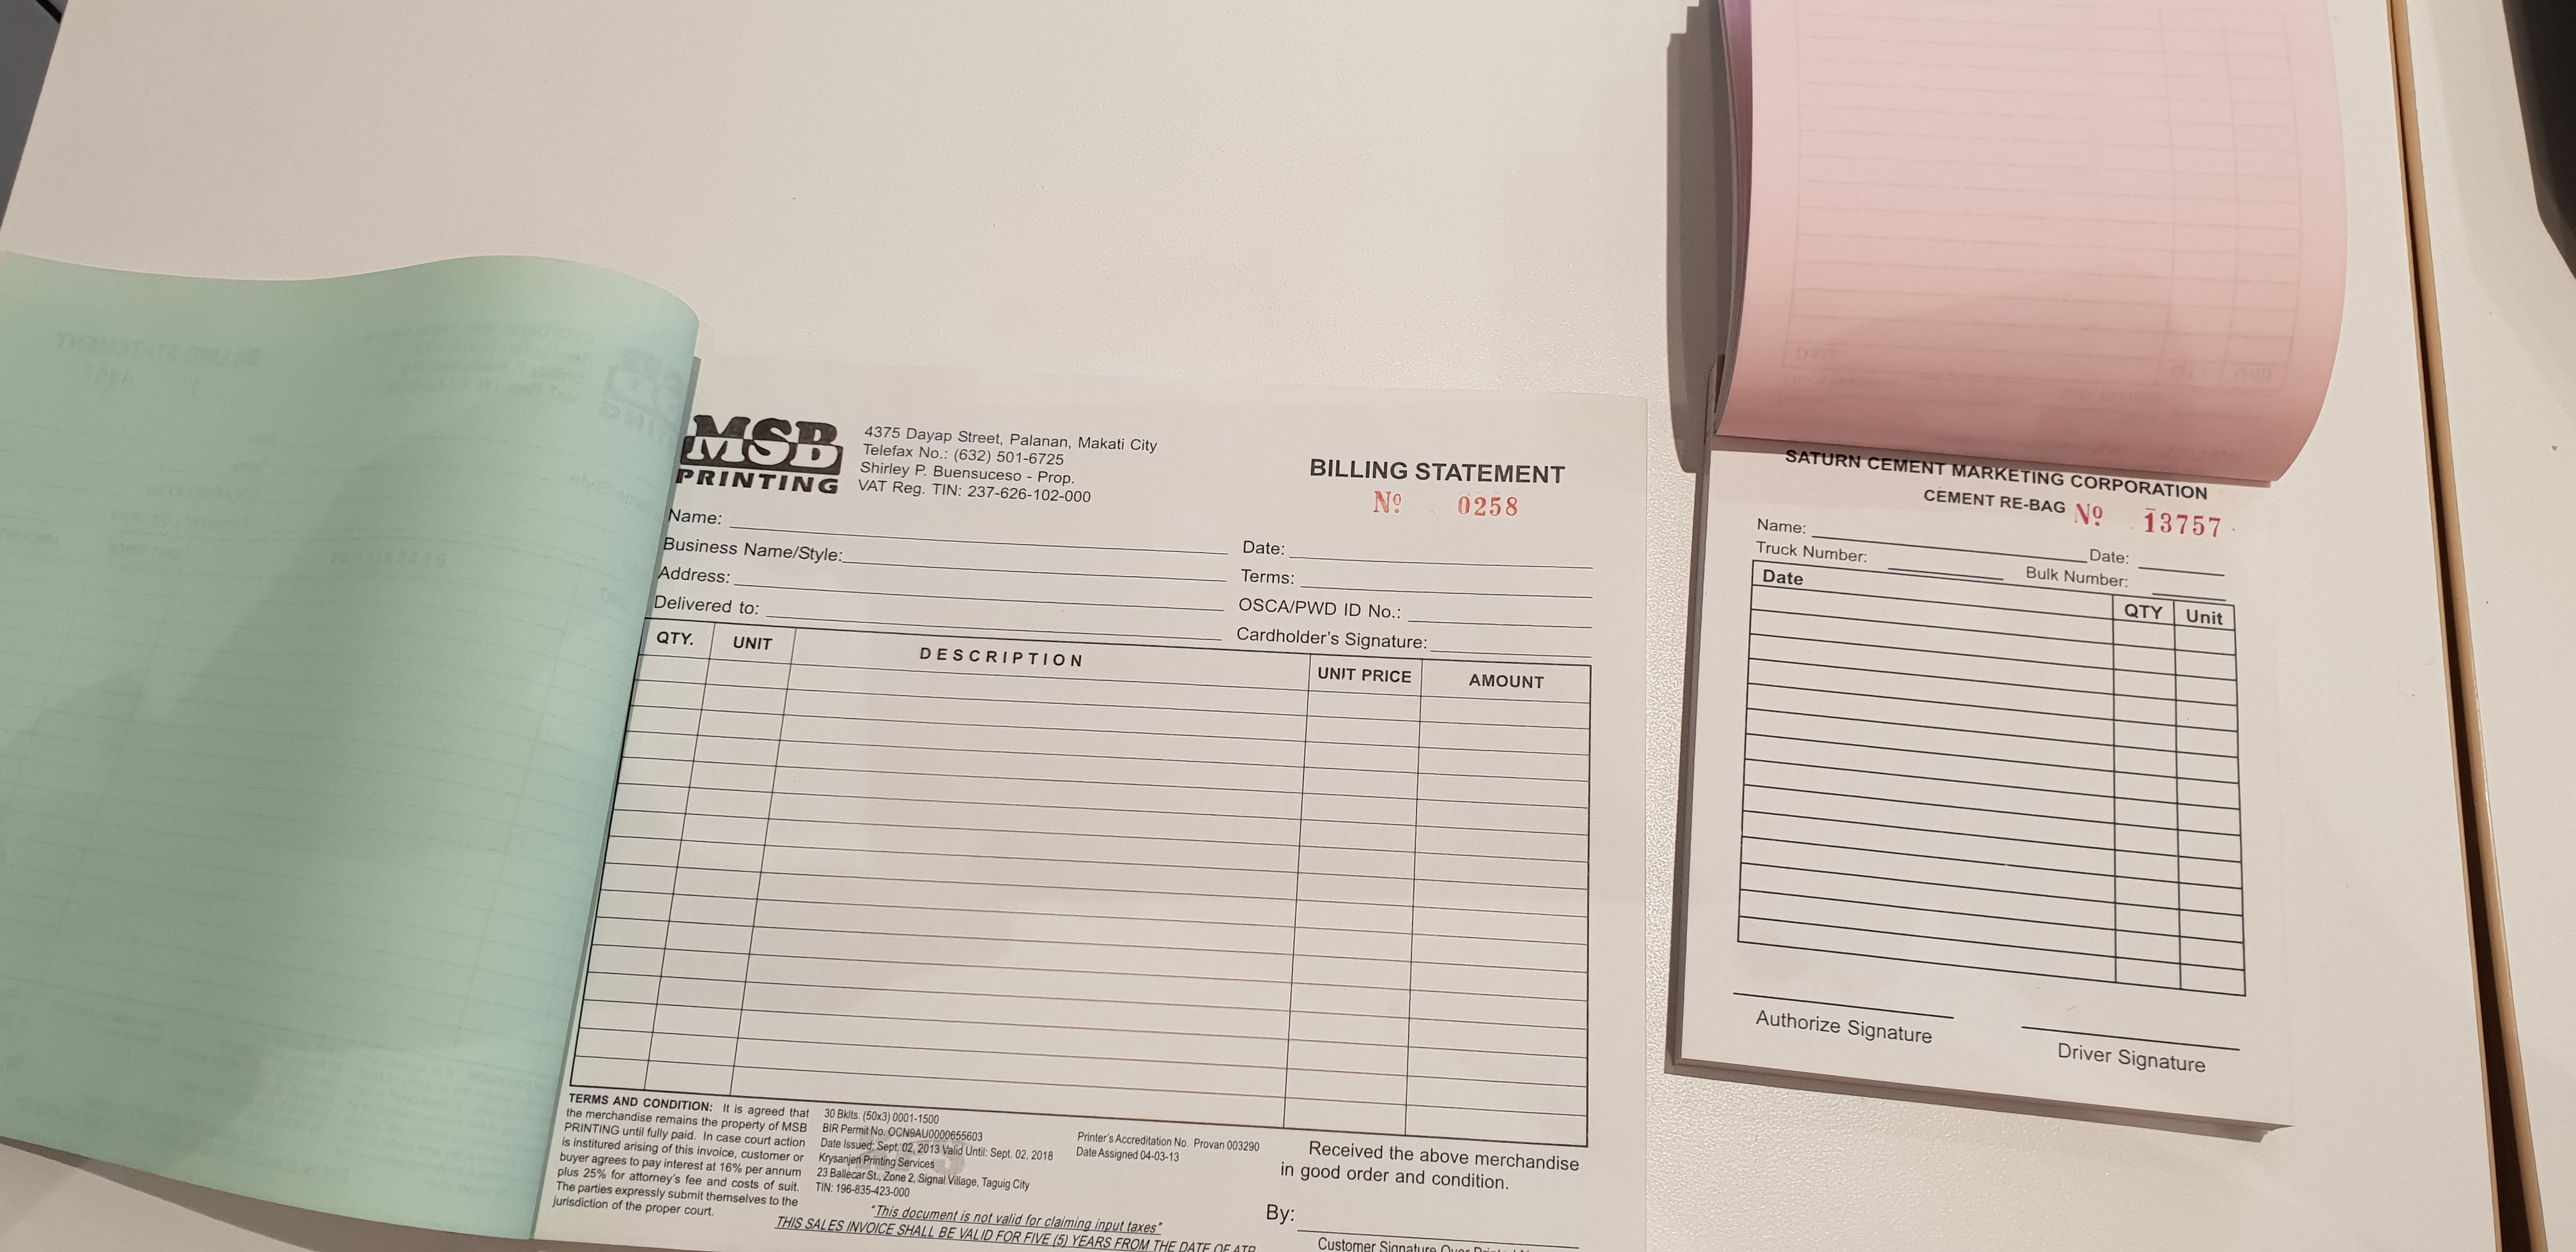 MSB
PRINTING
4375 Dayap Street, Palanan, Makati City
Telefax No.: (632) 501-6725
Shirley P. Buensuceso - Prop.
VAT Reg. TIN: 237-626-102-000
BILLING STATEMENT
Nº 0258
Name:
Business Name/Style:
Address:
Delivered to:
Date:
Terms:
OSCA/PWD ID No.:
Cardholder's Signature:
QTY. UNIT DESCRIPTION UNIT PRICE AMOUNT
TERMS AND CONDITION: It is agreed that
the merchandise remains the property of MSB
PRINTING until fully paid. In case court action
is institured arising of this invoice, customer or
buyer agrees to pay interest at 16% per annum
plus 25% for attorney's fee and costs of suit.
The parties expressly submit themselves to the
jurisdiction of the proper court.
30 Bklts. (50x3) 0001-1500
BIR Permit No. OCN9AU0000655603
Date Issued: Sept. 02, 2013 Valid Until: Sept. 02, 2018
Krysanjen Printing Services
23 Ballecar St., Zone 2, Signal Village, Taguig City
TIN: 196-835-423-000
Printer's Accreditation No. Provan 003290
Date Assigned 04-03-13
"This document is not valid for claiming input taxes"
THIS SALES INVOICE SHALL BE VALID FOR FIVE (5) YEARS FROM THE DATE OF ATP
Received the above merchandise
in good order and condition.
By:
Customer Signature Over
SATURN CEMENT MARKETING CORPORATION
CEMENT RE-BAG Nº 13757
Name:
Date:
Truck Number:
Bulk Number:
Date QTY Unit
Authorize Signature
Driver Signature